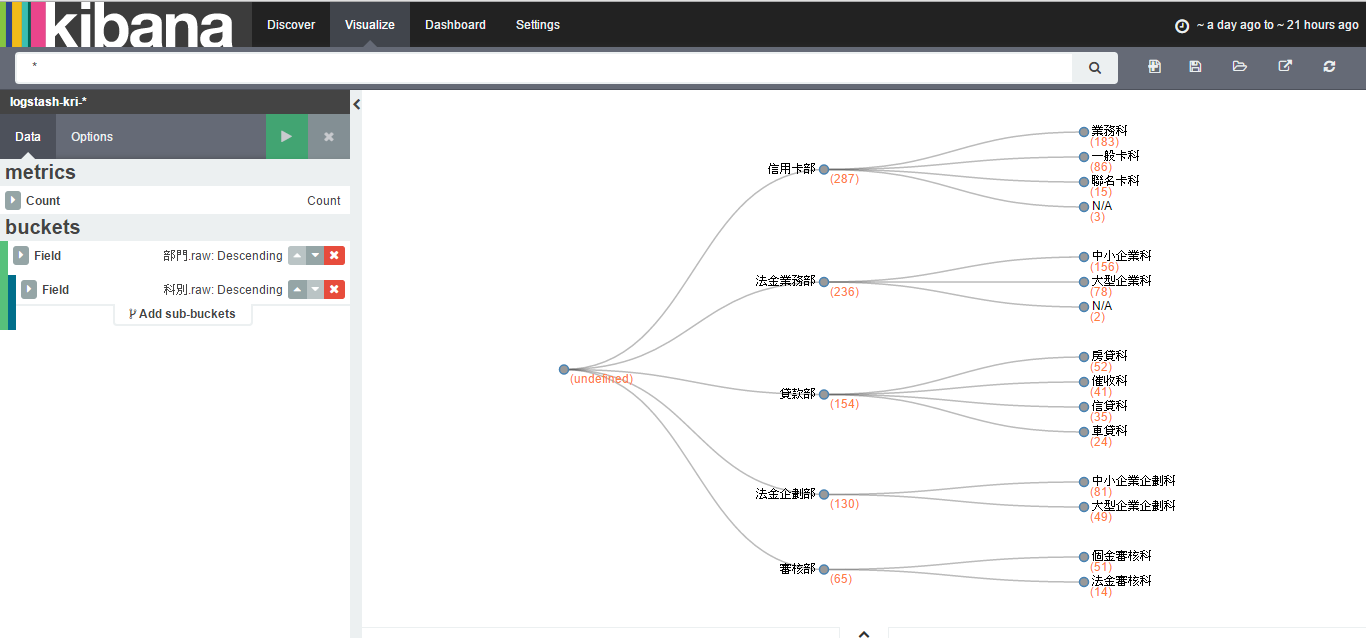 kibana
Discover
Visualize
Dashboard
Settings
~ a day ago to ~ 21 hours ago
*
logstash-kri-*
Data
Options
metrics
Count Count
buckets
Field 部門.raw: Descending
Field 科別.raw: Descending
Add sub-buckets
(undefined)
信用卡部
(287)
業務科
(183)
一般卡科
(86)
聯名卡科
(15)
N/A
(3)
法金業務部
(236)
中小企業科
(156)
大型企業科
(78)
N/A
(2)
貸款部
(154)
房貸科
(52)
催收科
(41)
信貸科
(35)
車貸科
(24)
法金企劃部
(130)
中小企業企劃科
(81)
大型企業企劃科
(49)
審核部
(65)
個金審核科
(51)
法金審核科
(14)